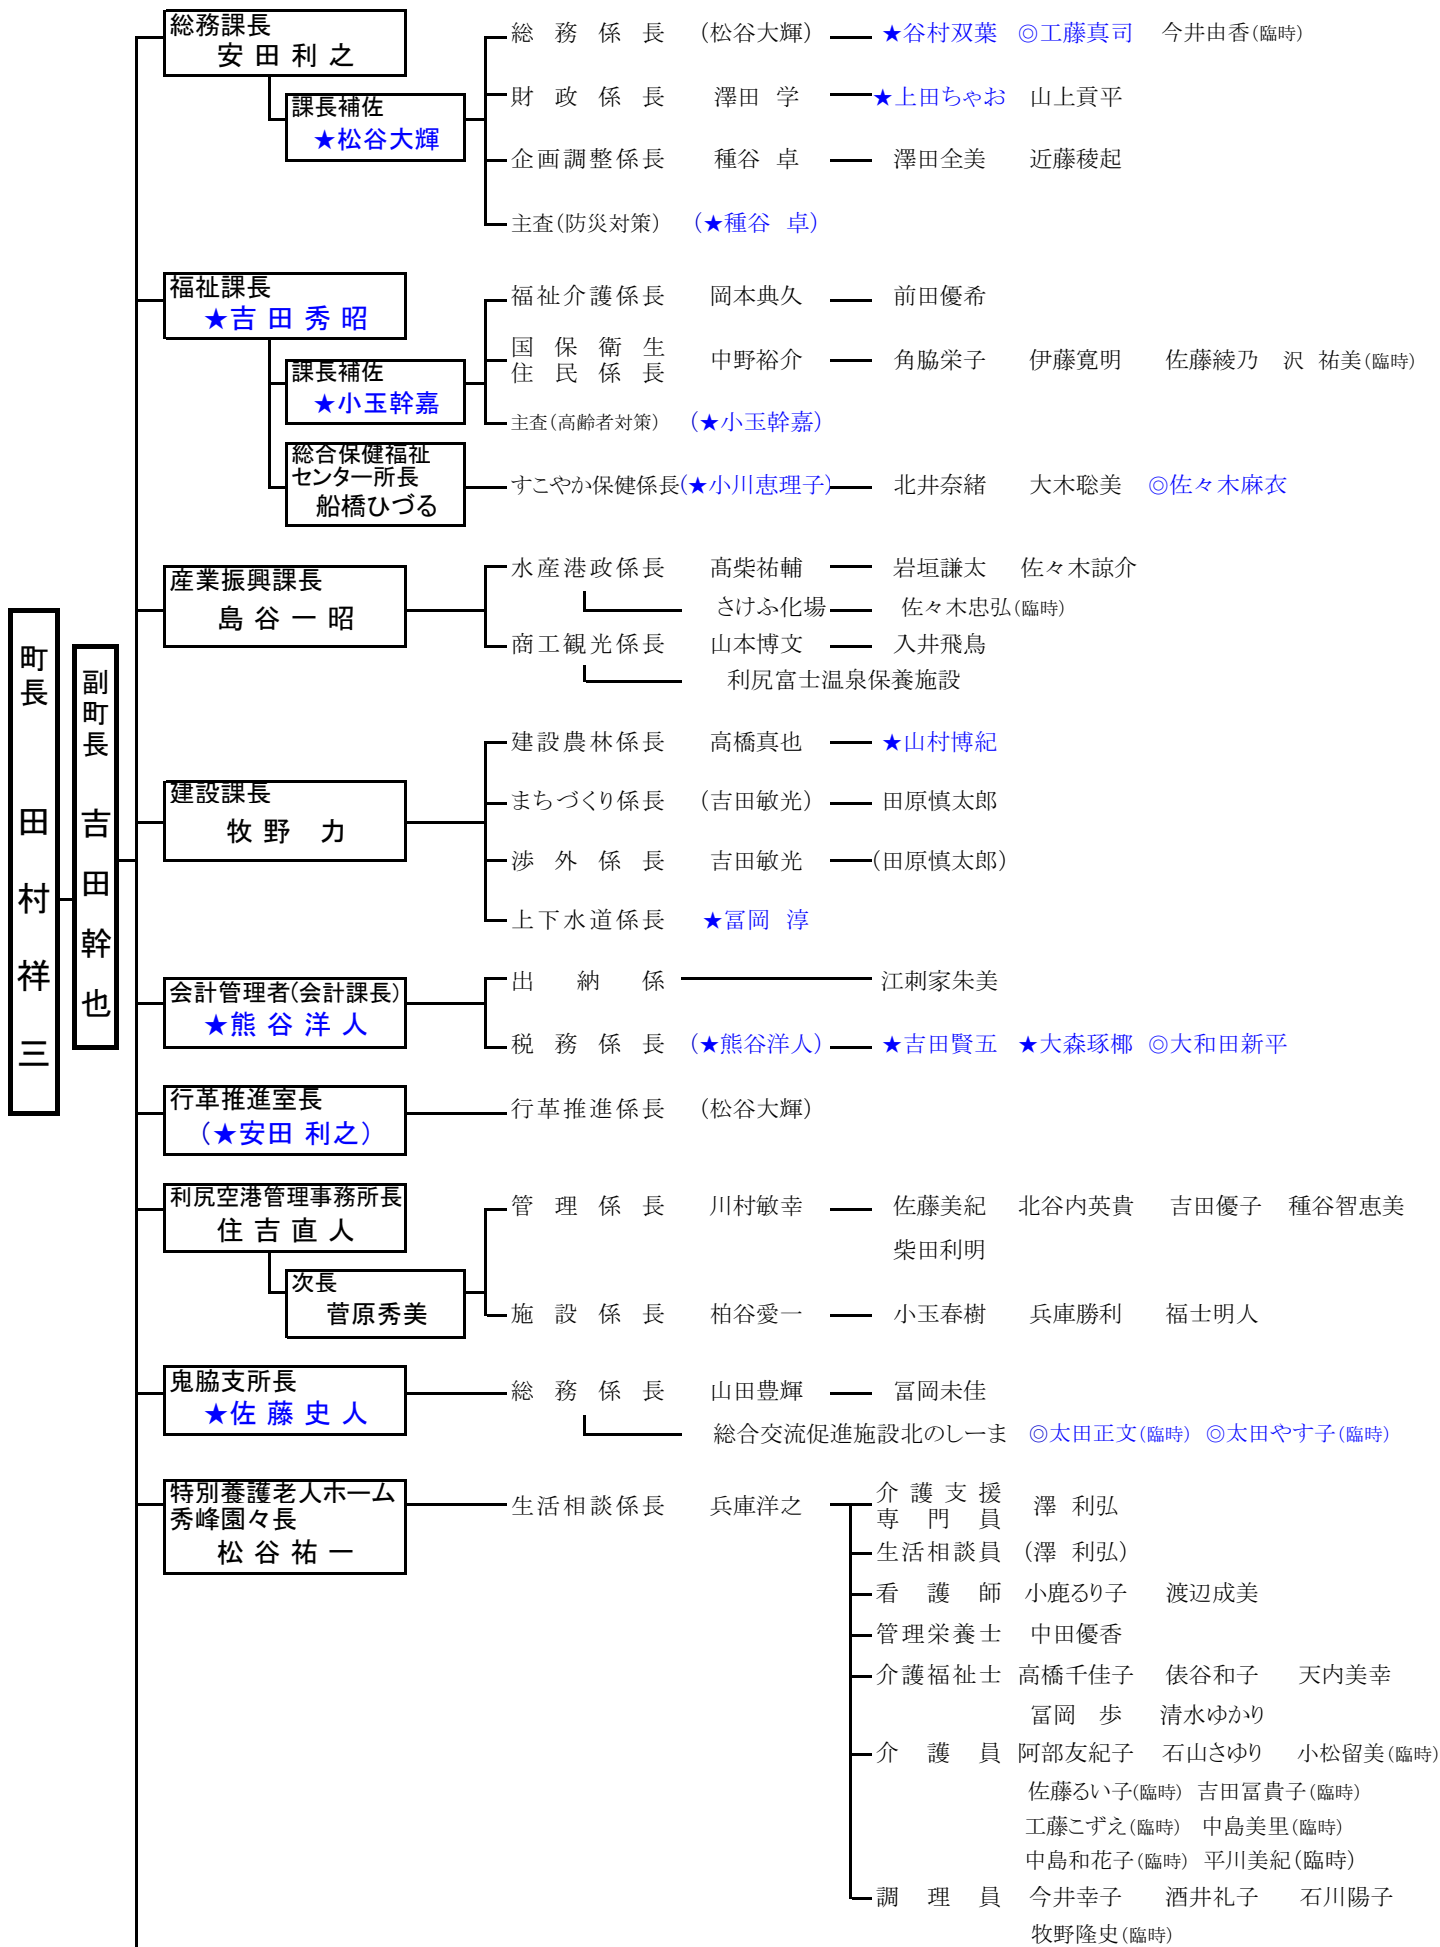 町長 田村祥三
副町長 吉田幹也
総務課長
安田利之
課長補佐
★松谷大輝
総務係長 (松谷大輝) ★谷村双葉 ◎工藤真司 今井由香(臨時)
財政係長 澤田 学 ★上田ちゃお 山上貢平
企画調整係長 種谷 卓 澤田全美 近藤稜起
主査(防災対策) (★種谷 卓)
福祉課長
★吉田秀昭
課長補佐
★小玉幹嘉
総合保健福祉
センター所長
船橋ひづる
福祉介護係長 岡本典久 前田優希
国保衛生
住民係長 中野裕介 角脇栄子 伊藤寛明 佐藤綾乃 沢 祐美(臨時)
主査(高齢者対策) (★小玉幹嘉)
すこやか保健係長(★小川恵理子) 北井奈緒 大木聡美 ◎佐々木麻衣
産業振興課長
島谷一昭
水産港政係長 髙柴祐輔 岩垣謙太 佐々木諒介
さけふ化場 佐々木忠弘(臨時)
商工観光係長 山本博文 入井飛鳥
利尻富士温泉保養施設
建設課長
牧野 力
建設農林係長 高橋真也 ★山村博紀
まちづくり係長 (吉田敏光) 田原慎太郎
渉外係長 吉田敏光 (田原慎太郎)
上下水道係長 ★冨岡 淳
会計管理者(会計課長)
★熊谷洋人
出納係 江刺家朱美
税務係長 (★熊谷洋人) ★吉田賢五 ★大森琢椰 ◎大和田新平
行革推進室長
(★安田 利之)
行革推進係長 (松谷大輝)
利尻空港管理事務所長
住吉直人
次長
菅原秀美
管理係長 川村敏幸 佐藤美紀 北谷内英貴 吉田優子 種谷智恵美
柴田利明
施設係長 柏谷愛一 小玉春樹 兵庫勝利 福士明人
鬼脇支所長
★佐藤史人
総務係長 山田豊輝 冨岡未佳
総合交流促進施設北のしーま ◎太田正文(臨時) ◎太田やす子(臨時)
特別養護老人ホーム
秀峰園々長
松谷祐一
生活相談係長 兵庫洋之
介護支援
専門員 澤 利弘
生活相談員 (澤 利弘)
看護師 小鹿るり子 渡辺成美
管理栄養士 中田優香
介護福祉士 高橋千佳子 俵谷和子 天内美幸
冨岡 歩 清水ゆかり
介護員 阿部友紀子 石山さゆり 小松留美(臨時)
佐藤るい子(臨時) 吉田冨貴子(臨時)
工藤こずえ(臨時) 中島美里(臨時)
中島和花子(臨時) 平川美紀(臨時)
調理員 今井幸子 酒井礼子 石川陽子
牧野隆史(臨時)